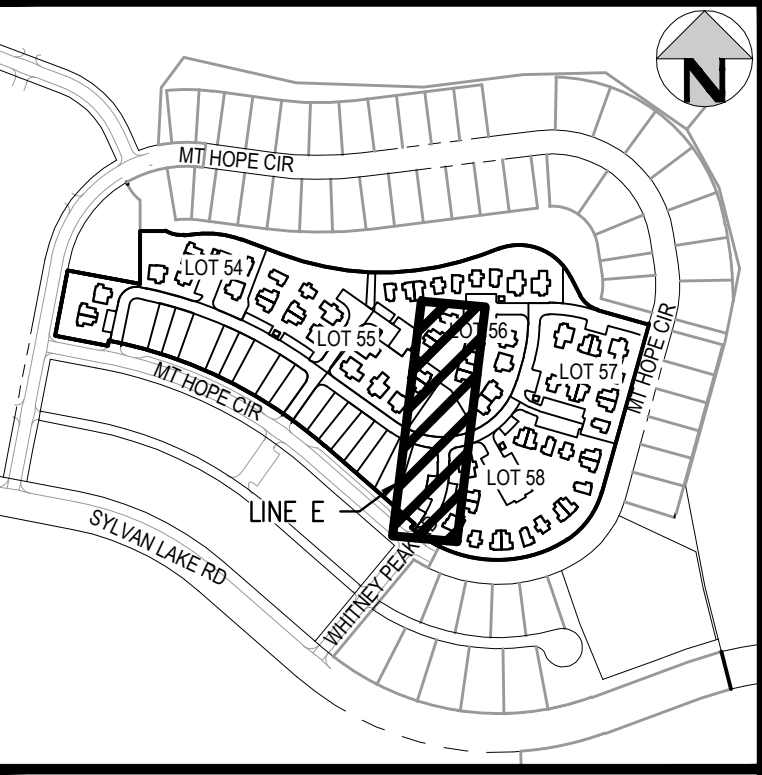 N
MT HOPE CIR
LOT 54
LOT 55
LOT 56
LOT 57
MT HOPE CIR
MT HOPE CIR
LOT 58
LINE E
SYLVAN LAKE RD
WHITNEY PEAK